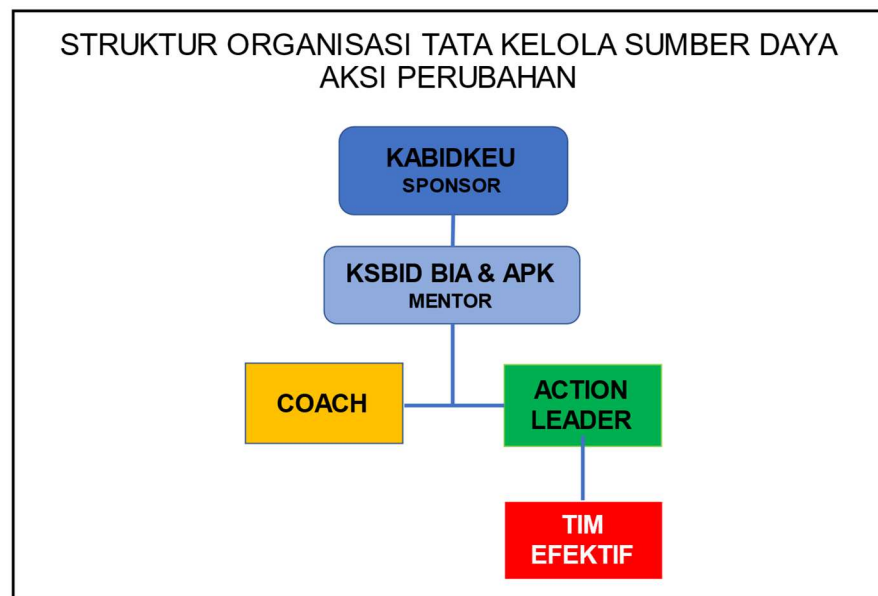 STRUKTUR ORGANISASI TATA KELOLA SUMBER DAYA
AKSI PERUBAHAN
KABIDKEU
SPONSOR
KSBID BIA & APK
MENTOR
COACH
ACTION
LEADER
TIM
EFEKTIF